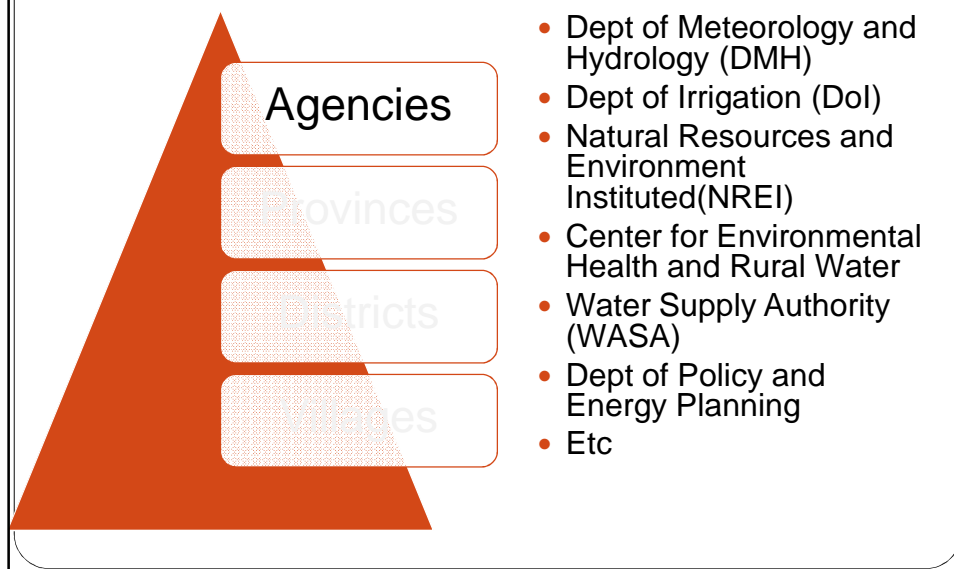 Agencies
Provinces
Districts
Villages
• Dept of Meteorology and
Hydrology (DMH)
• Dept of Irrigation (DoI)
• Natural Resources and
Environment
Instituted(NREI)
• Center for Environmental
Health and Rural Water
• Water Supply Authority
(WASA)
• Dept of Policy and
Energy Planning
• Etc